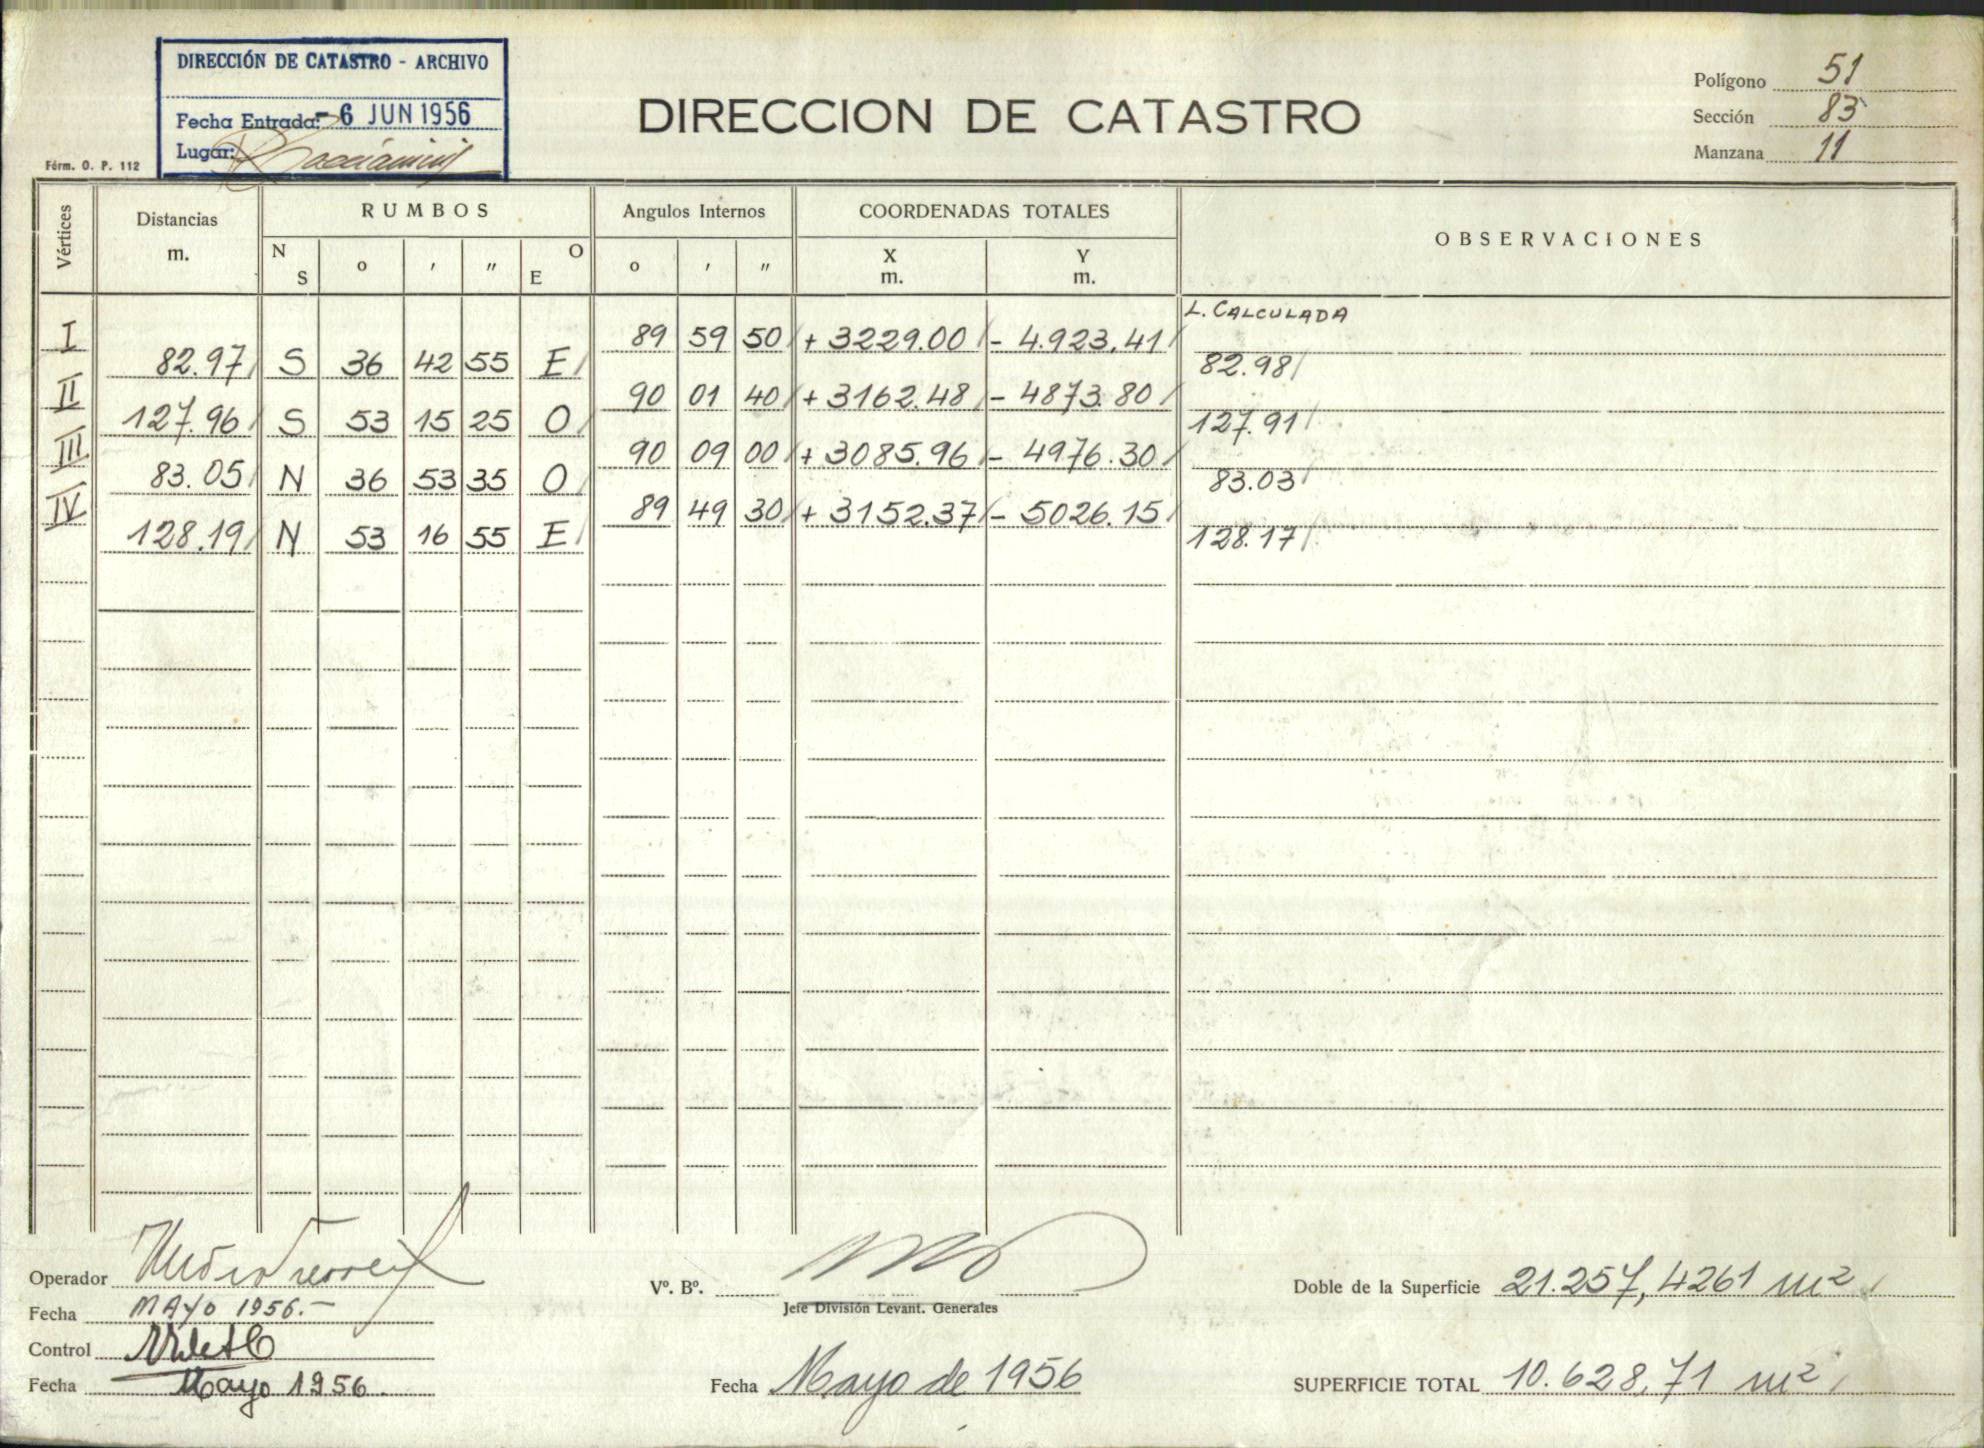 DIRECCIÓN DE CATASTRO - ARCHIVO
Fecha Entrada: - 6 JUN 1956
Lugar:
Fórm. O. P. 112
DIRECCION DE CATASTRO
Polígono 51
Sección 83
Manzana 11
Vértices Distancias m. RUMBOS Angulos Internos COORDENADAS TOTALES OBSERVACIONES
N S o ′ ″ O E o ′ ″ X m. Y m.
L. CALCULADA
I 89 59 50 + 3229.00 - 4.923.41
82.97 S 36 42 55 E 82.98
II 90 01 40 + 3162.48 - 4873.80
127.96 S 53 15 25 O 127.91
III 90 09 00 + 3085.96 - 4976.30
83.05 N 36 53 35 O 83.03
IV 89 49 30 + 3152.37 - 5026.15
128.19 N 53 16 55 E 128.17
Operador
Fecha MAYO 1956.-
Control
Fecha Mayo 1956
Vº. Bº.
Jefe División Levant. Generales
Fecha Mayo de 1956
Doble de la Superficie 21.257,4261 m²
SUPERFICIE TOTAL 10.628,71 m²